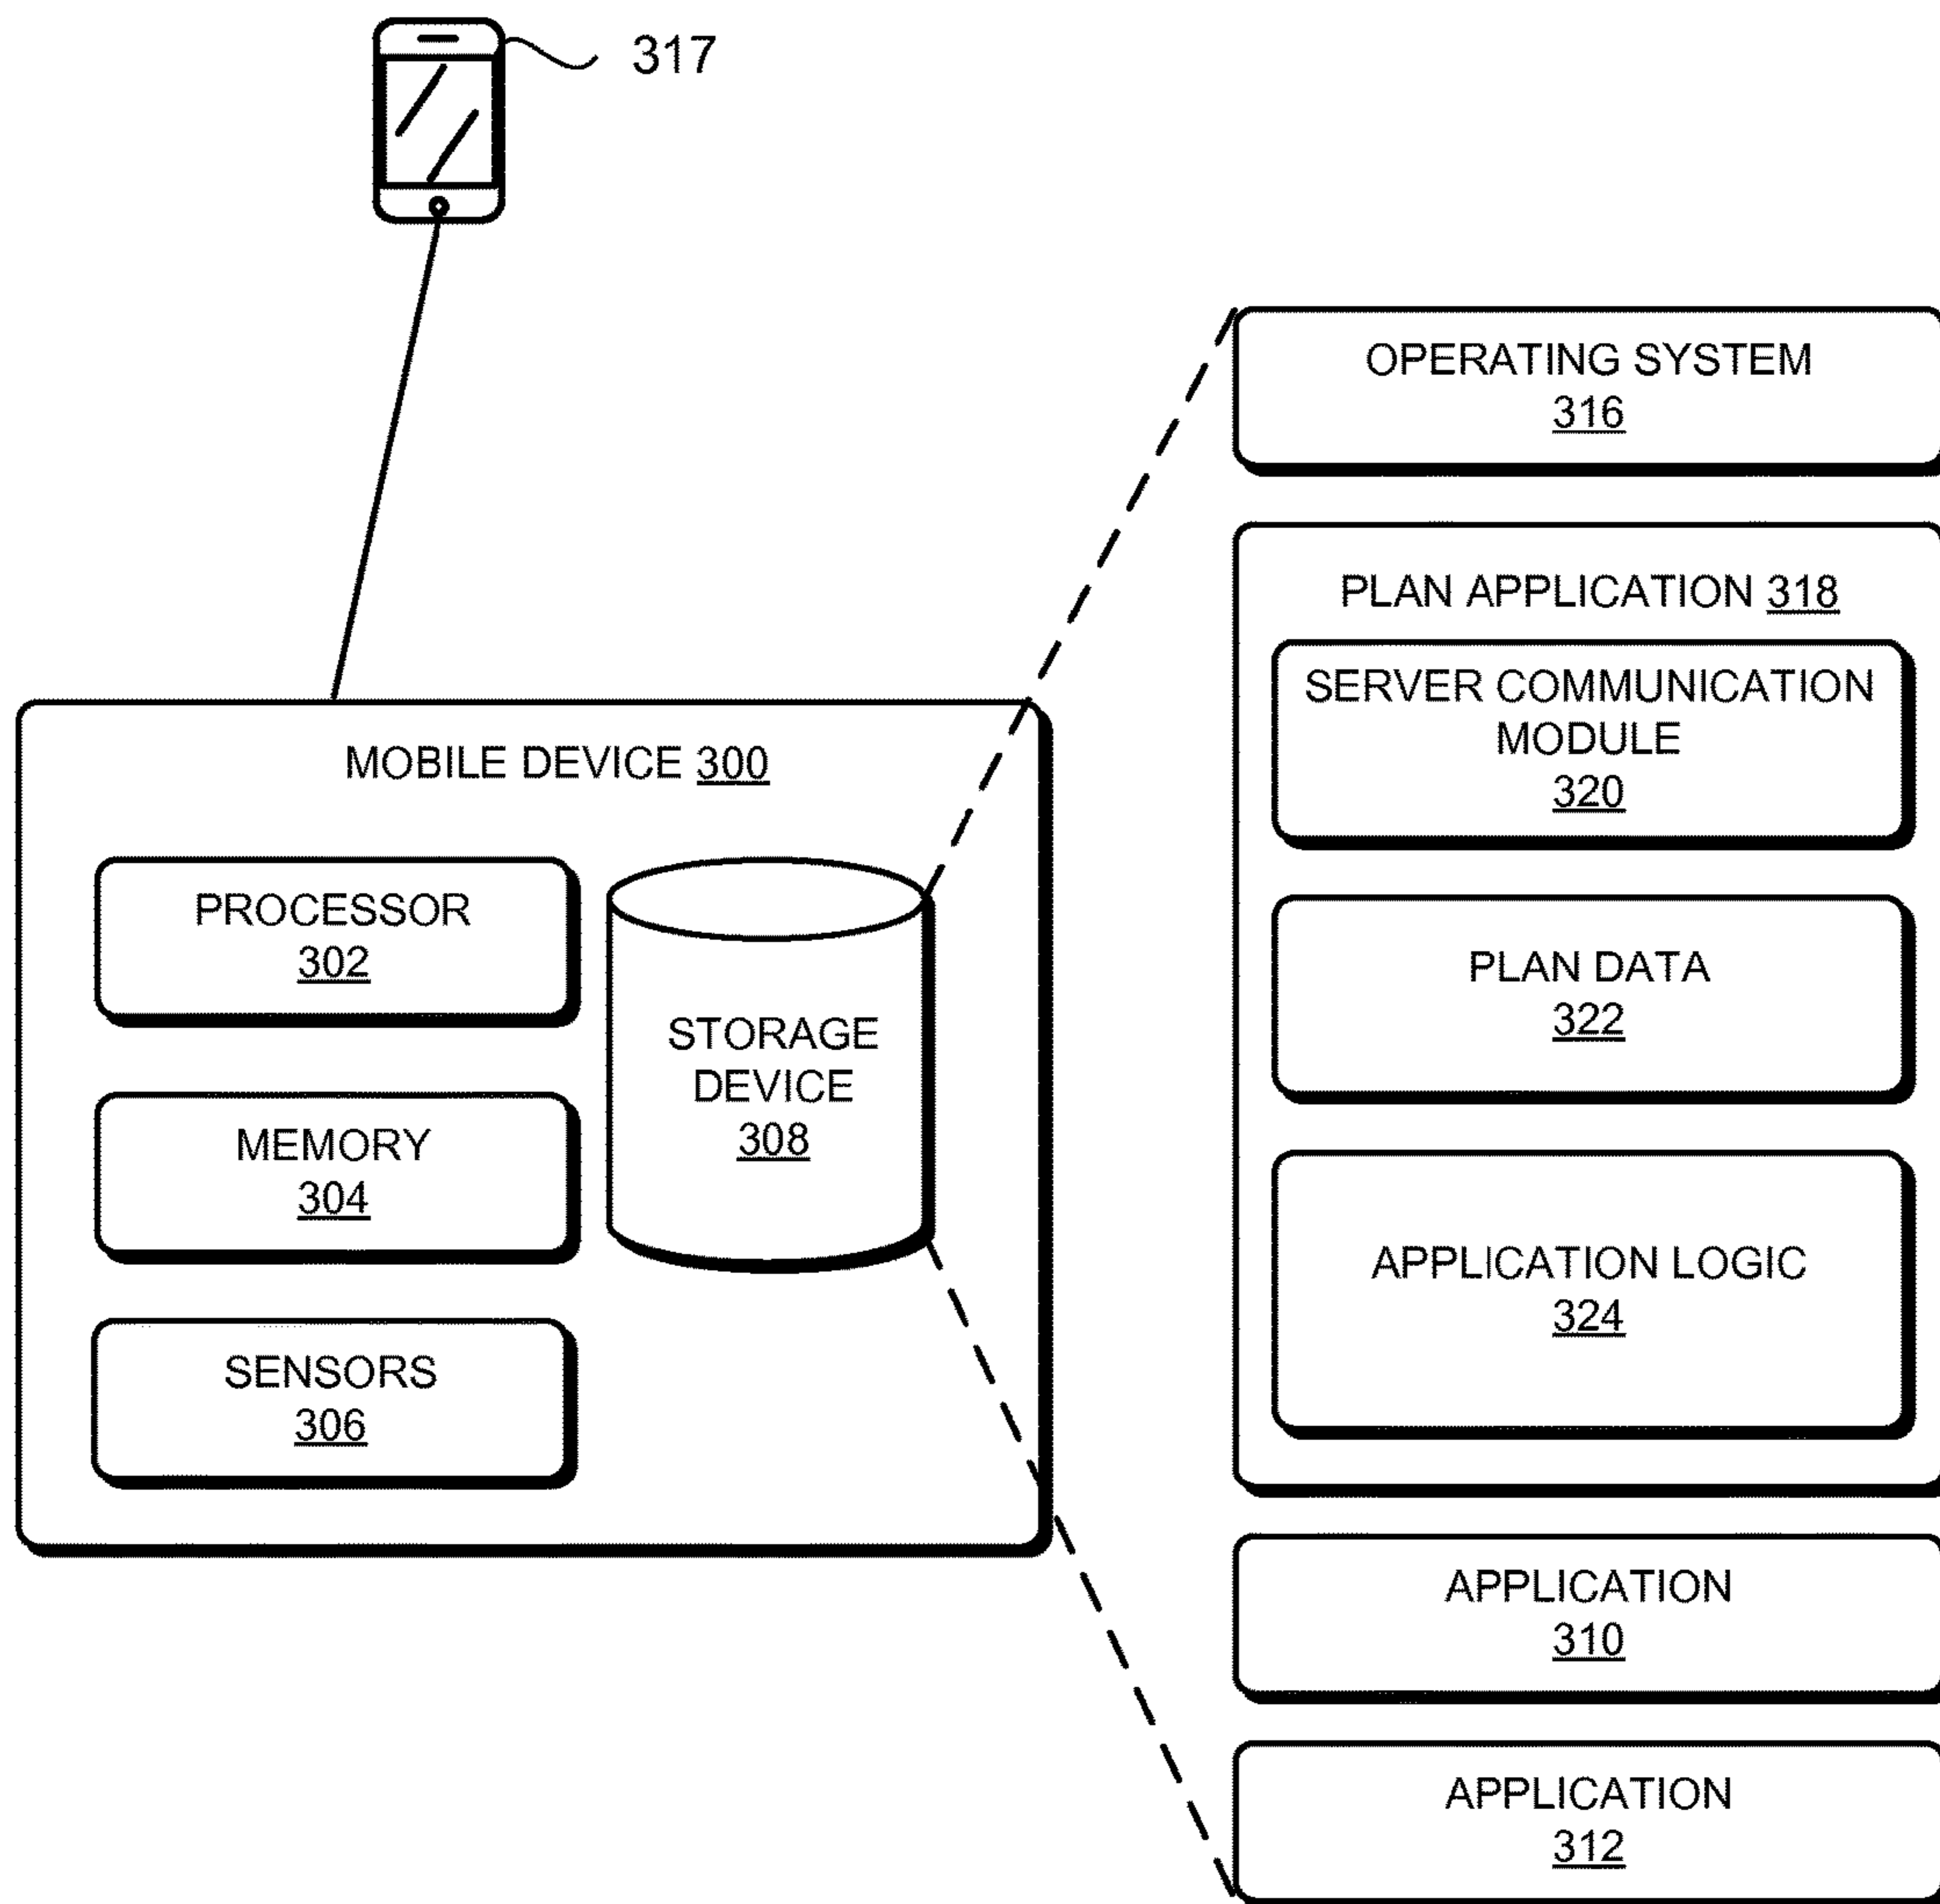 317
OPERATING SYSTEM
316
PLAN APPLICATION 318
SERVER COMMUNICATION
MODULE
320
MOBILE DEVICE 300
PROCESSOR
302
STORAGE
DEVICE
308
MEMORY
304
SENSORS
306
PLAN DATA
322
APPLICATION LOGIC
324
APPLICATION
310
APPLICATION
312